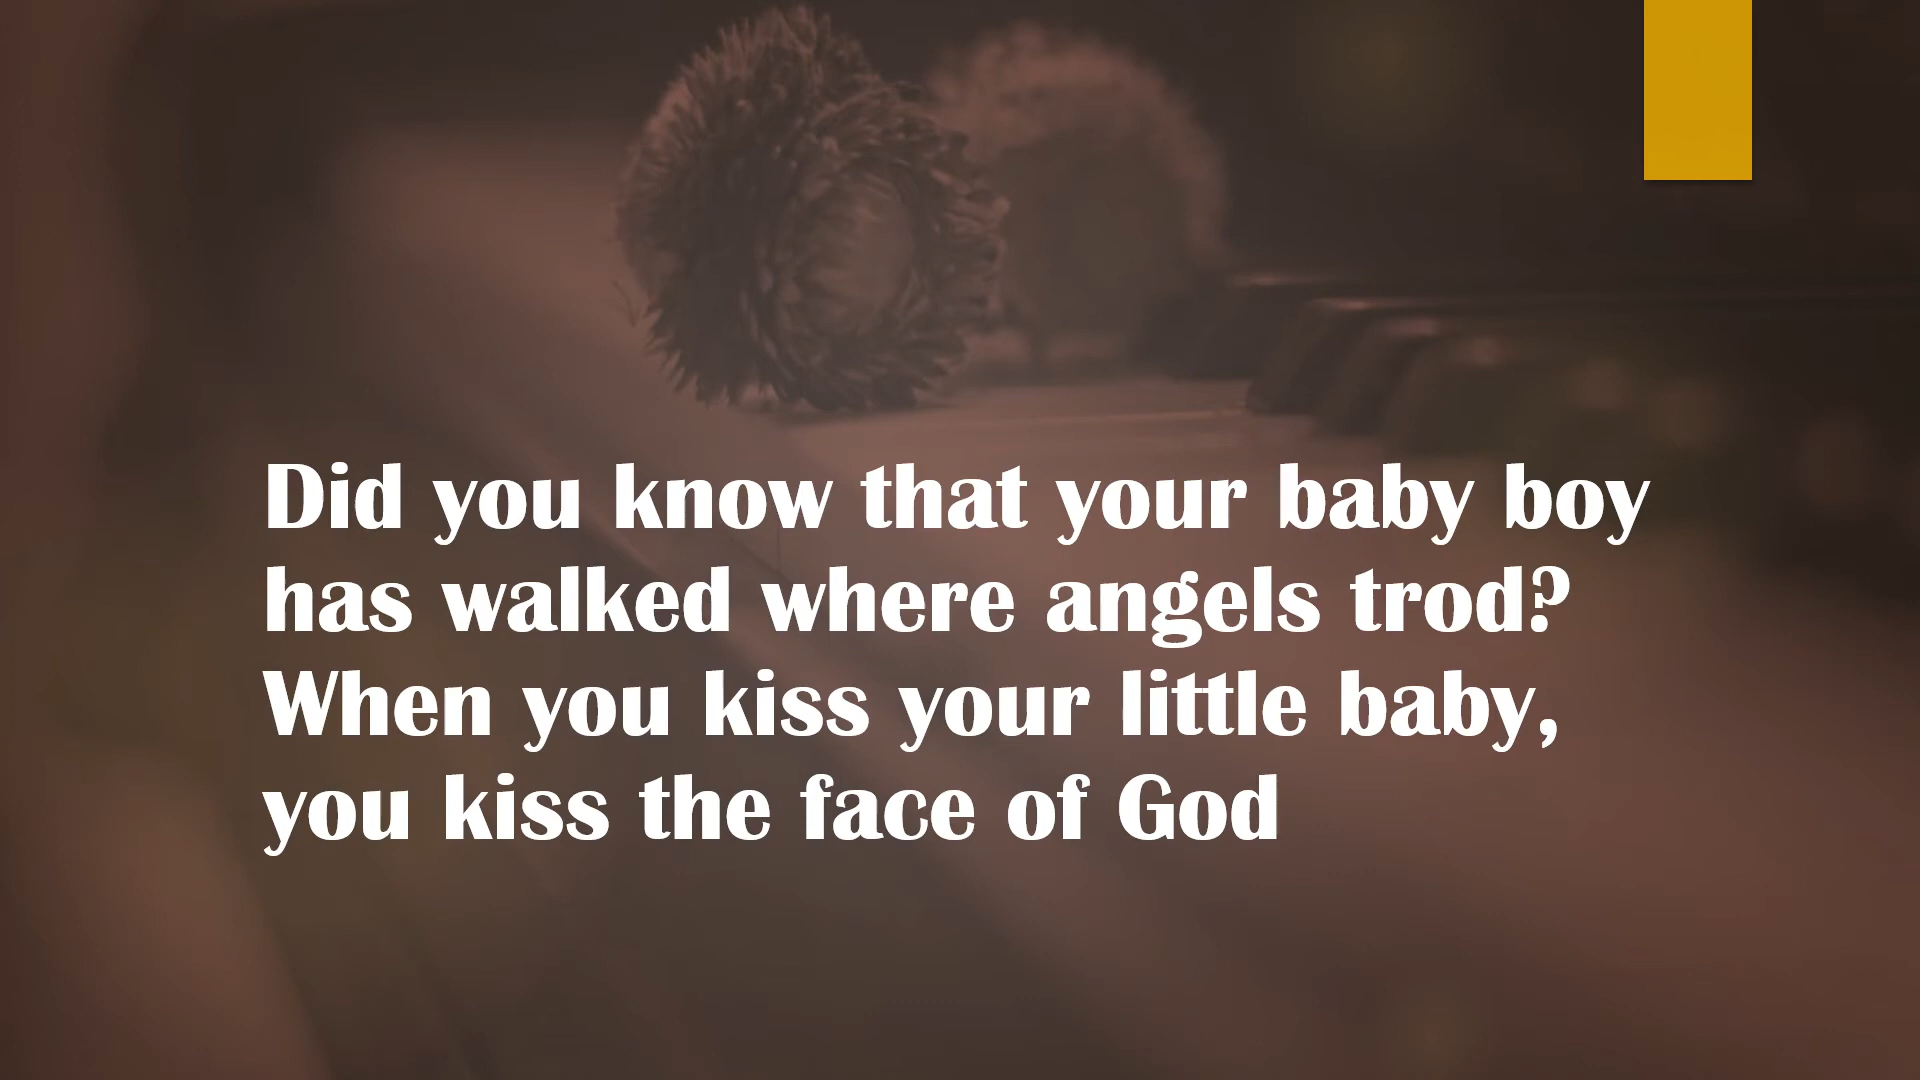 Did you know that your baby boy
has walked where angels trod?
When you kiss your little baby,
you kiss the face of God